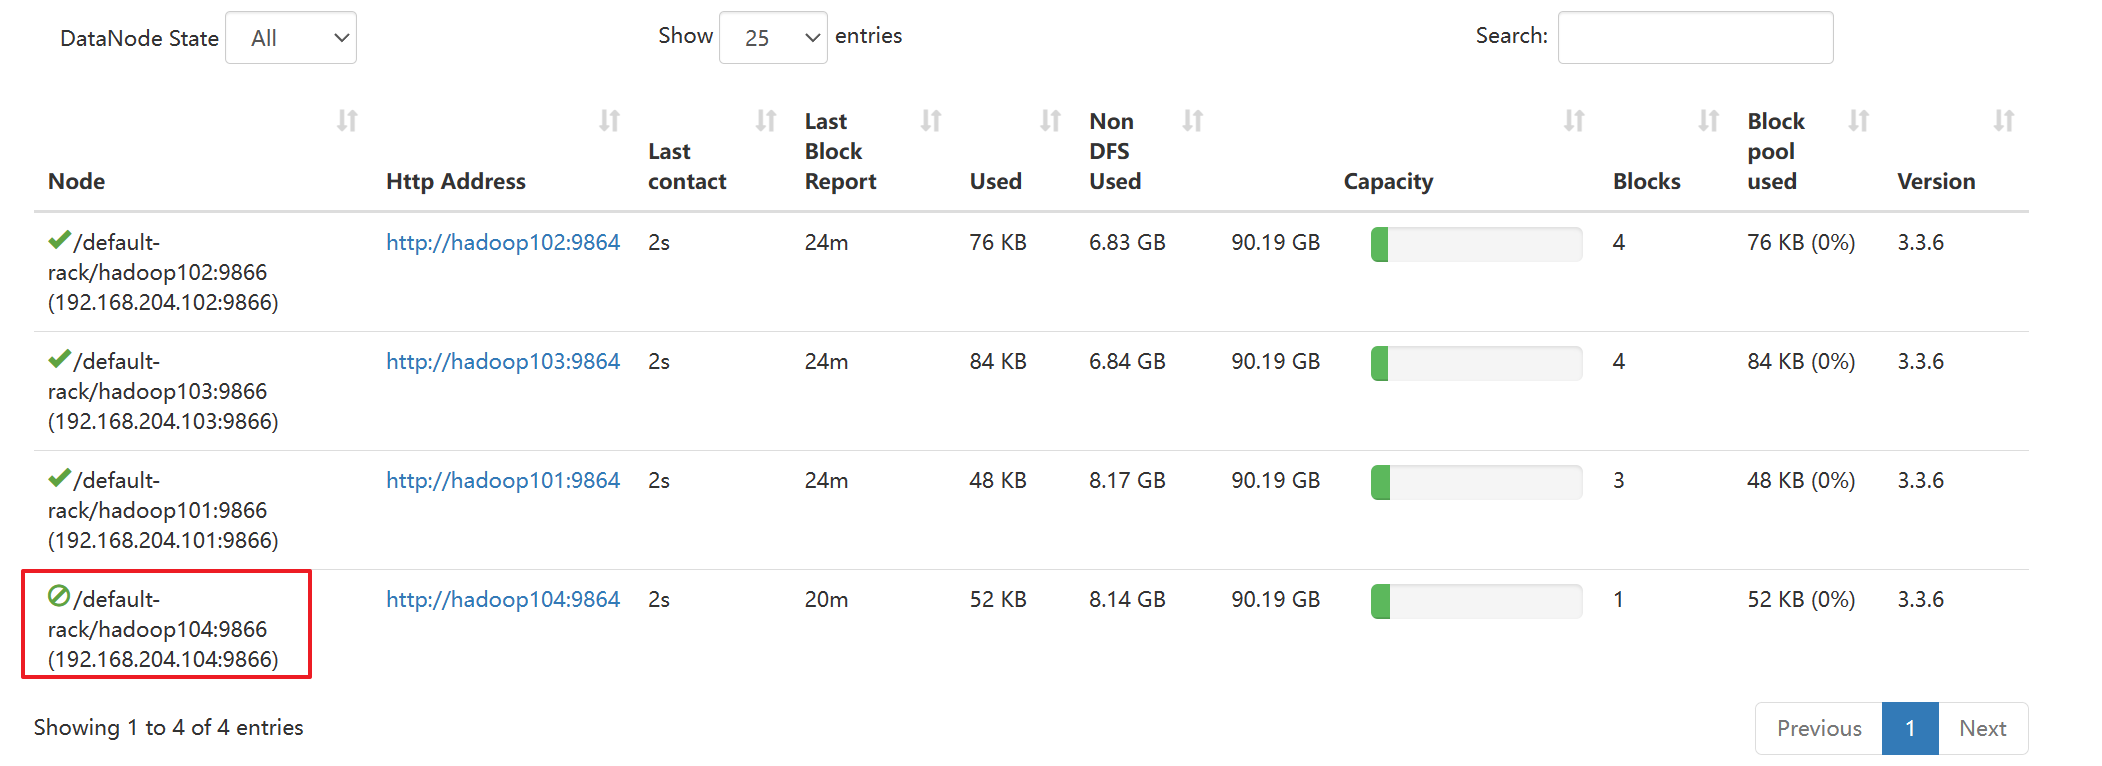 DataNode State All Show 25 entries Search:
Node Http Address Last contact Last Block Report Used Non DFS Used Capacity Blocks Block pool used Version
/default-
rack/hadoop102:9866
(192.168.204.102:9866)
http://hadoop102:9864 2s 24m 76 KB 6.83 GB 90.19 GB 4 76 KB (0%) 3.3.6
/default-
rack/hadoop103:9866
(192.168.204.103:9866)
http://hadoop103:9864 2s 24m 84 KB 6.84 GB 90.19 GB 4 84 KB (0%) 3.3.6
/default-
rack/hadoop101:9866
(192.168.204.101:9866)
http://hadoop101:9864 2s 24m 48 KB 8.17 GB 90.19 GB 3 48 KB (0%) 3.3.6
/default-
rack/hadoop104:9866
(192.168.204.104:9866)
http://hadoop104:9864 2s 20m 52 KB 8.14 GB 90.19 GB 1 52 KB (0%) 3.3.6
Showing 1 to 4 of 4 entries Previous 1 Next